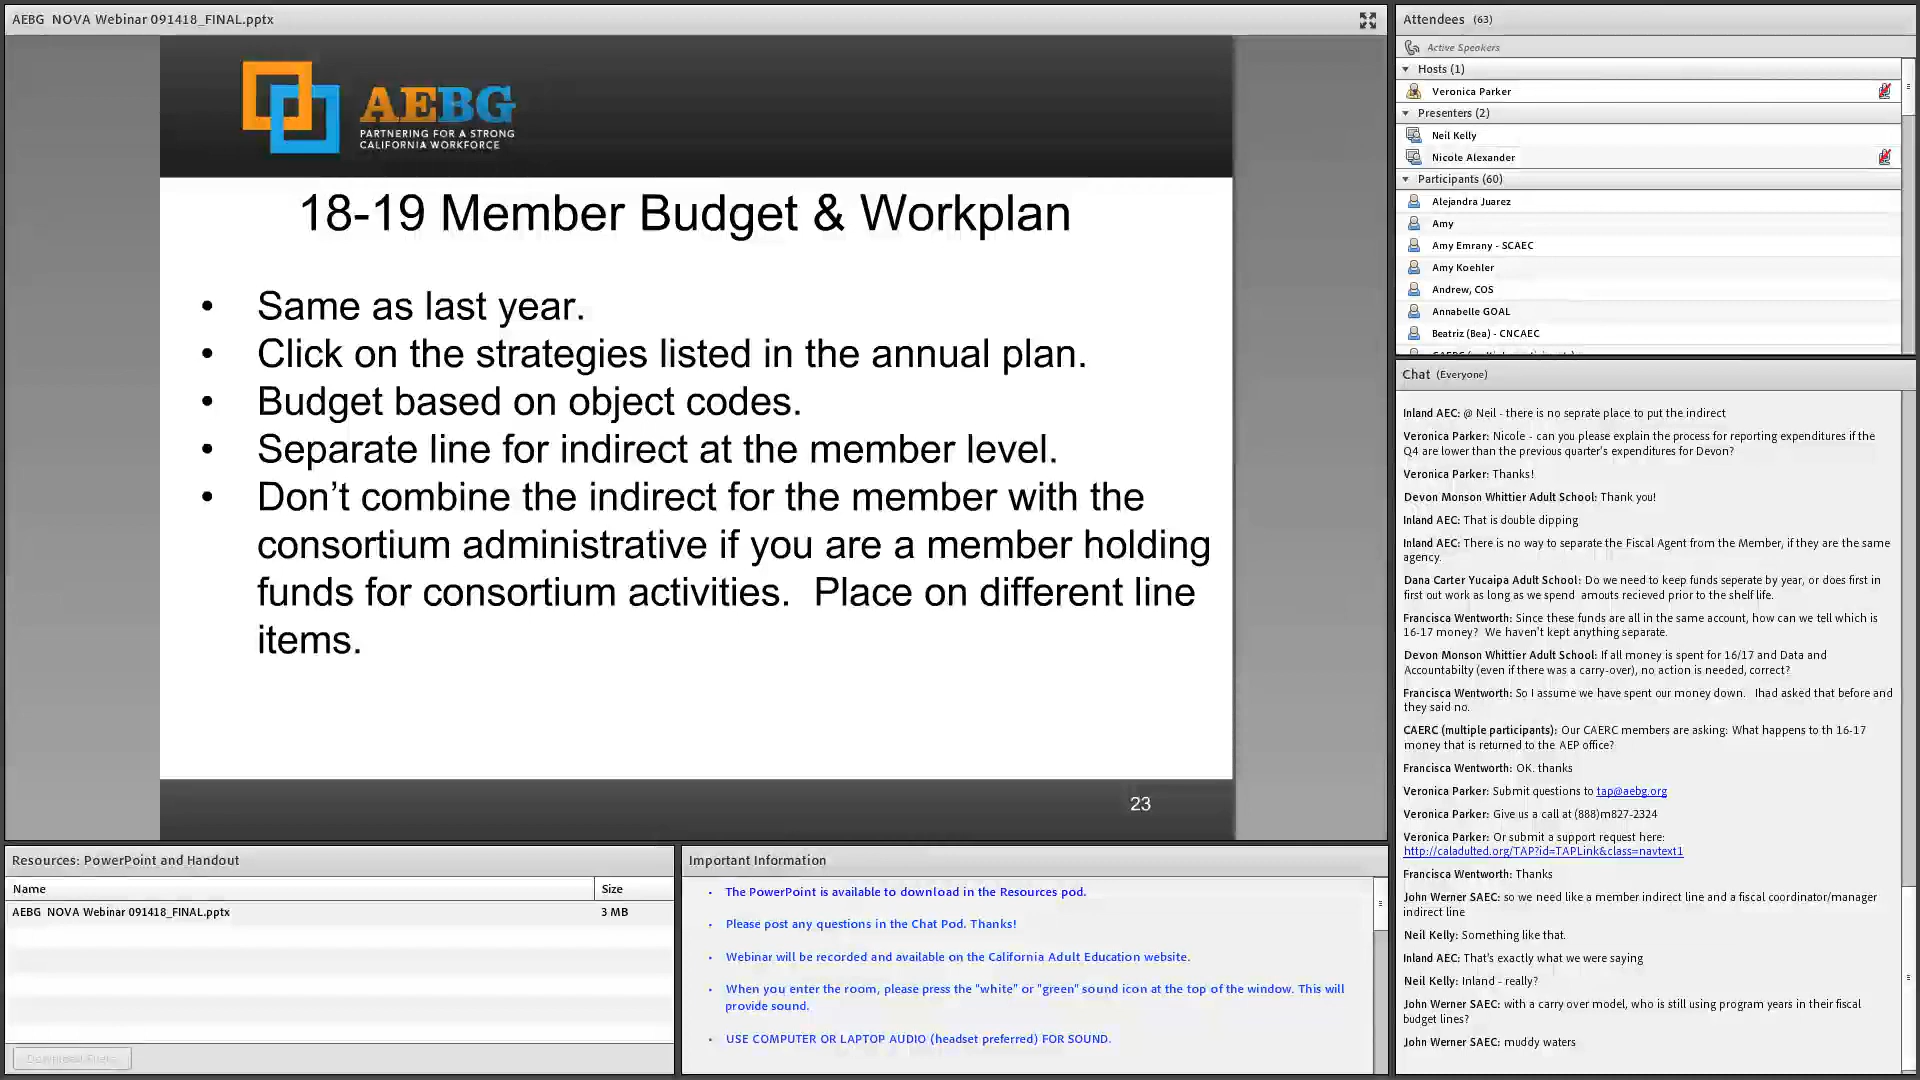 AEBG  NOVA Webinar 091418_FINAL.pptx
AEBG
PARTNERING FOR A STRONG
CALIFORNIA WORKFORCE
18-19 Member Budget & Workplan
• Same as last year.
• Click on the strategies listed in the annual plan.
• Budget based on object codes.
• Separate line for indirect at the member level.
• Don’t combine the indirect for the member with the
consortium administrative if you are a member holding
funds for consortium activities.  Place on different line
items.
23
Resources: PowerPoint and Handout
Name Size
AEBG  NOVA Webinar 091418_FINAL.pptx 3 MB
Important Information
• The PowerPoint is available to download in the Resources pod.
• Please post any questions in the Chat Pod. Thanks!
• Webinar will be recorded and available on the California Adult Education website.
• When you enter the room, please press the "white" or "green" sound icon at the top of the window. This will
provide sound.
• USE COMPUTER OR LAPTOP AUDIO (headset preferred) FOR SOUND.
Attendees (63)
Active Speakers
Hosts (1)
Veronica Parker
Presenters (2)
Neil Kelly
Nicole Alexander
Participants (60)
Alejandra Juarez
Amy
Amy Emrany - SCAEC
Amy Koehler
Andrew, COS
Annabelle GOAL
Beatriz (Bea) - CNCAEC
Chat (Everyone)
Inland AEC: @ Neil - there is no seprate place to put the indirect
Veronica Parker: Nicole - can you please explain the process for reporting expenditures if the
Q4 are lower than the previous quarter's expenditures for Devon?
Veronica Parker: Thanks!
Devon Monson Whittier Adult School: Thank you!
Inland AEC: That is double dipping
Inland AEC: There is no way to separate the Fiscal Agent from the Member, if they are the same
agency.
Dana Carter Yucaipa Adult School: Do we need to keep funds seperate by year, or does first in
first out work as long as we spend  amouts recieved prior to the shelf life.
Francisca Wentworth: Since these funds are all in the same account, how can we tell which is
16-17 money?  We haven't kept anything separate.
Devon Monson Whittier Adult School: If all money is spent for 16/17 and Data and
Accountabilty (even if there was a carry-over), no action is needed, correct?
Francisca Wentworth: So I assume we have spent our money down.   Ihad asked that before and
they said no.
CAERC (multiple participants): Our CAERC members are asking: What happens to th 16-17
money that is returned to the AEP office?
Francisca Wentworth: OK. thanks
Veronica Parker: Submit questions to tap@aebg.org
Veronica Parker: Give us a call at (888)m827-2324
Veronica Parker: Or submit a support request here:
http://caladulted.org/TAP?id=TAPLink&class=navtext1
Francisca Wentworth: Thanks
John Werner SAEC: so we need like a member indirect line and a fiscal coordinator/manager
indirect line
Neil Kelly: Something like that.
Inland AEC: That's exactly what we were saying
Neil Kelly: Inland - really?
John Werner SAEC: with a carry over model, who is still using program years in their fiscal
budget lines?
John Werner SAEC: muddy waters